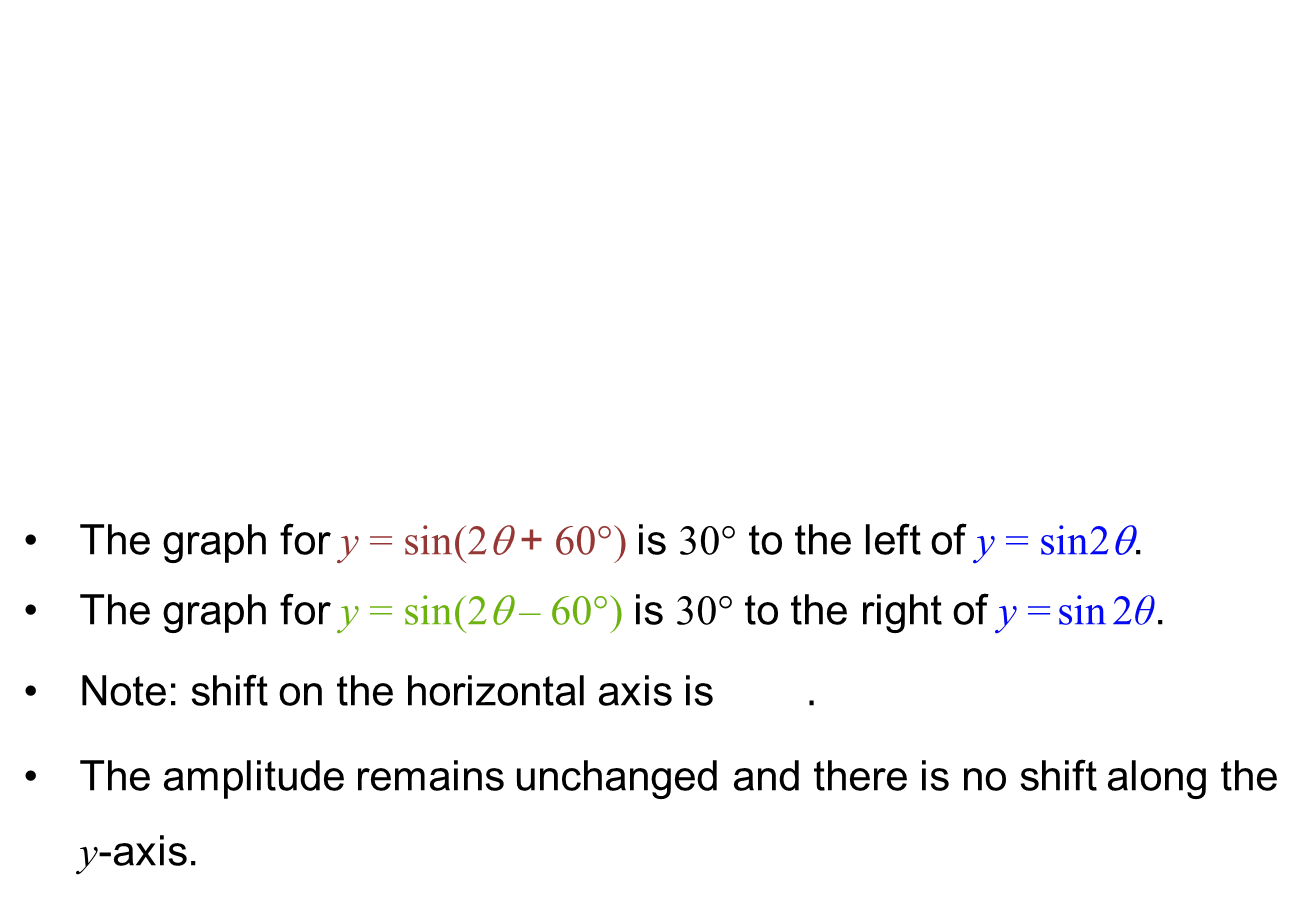 • The graph for y = sin(2θ + 60°) is 30° to the left of y = sin2θ.
• The graph for y = sin(2θ – 60°) is 30° to the right of y = sin 2θ.
• Note: shift on the horizontal axis is .
• The amplitude remains unchanged and there is no shift along the
y-axis.